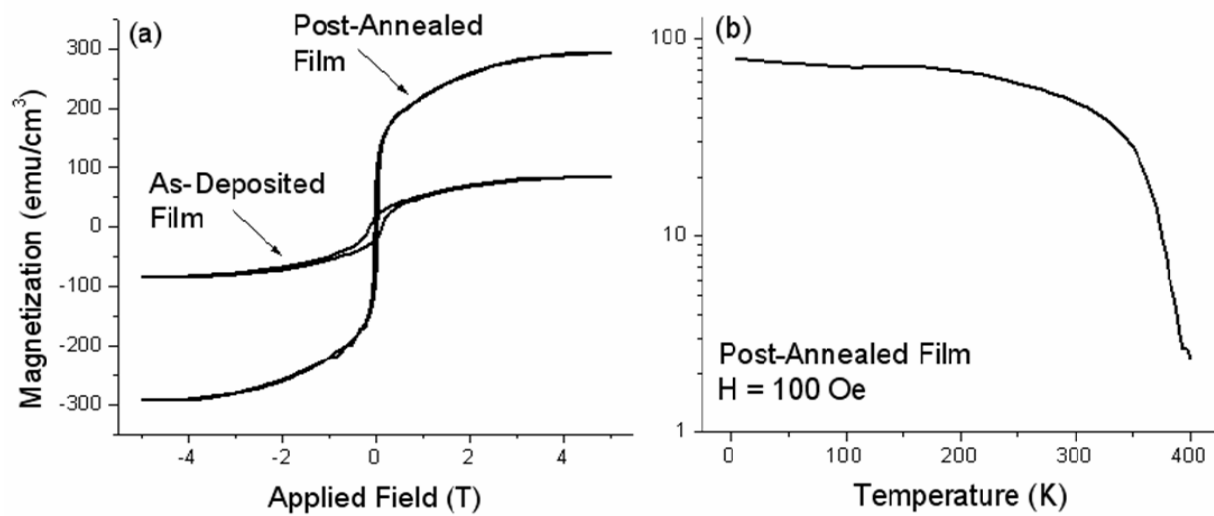 (a)
Post-Annealed
Film
As-Deposited
Film
300
200
100
0
-100
-200
-300
Magnetization (emu/cm³)
-4
-2
0
2
4
Applied Field (T)
(b)
100
10
1
Post-Annealed Film
H = 100 Oe
0
100
200
300
400
Temperature (K)